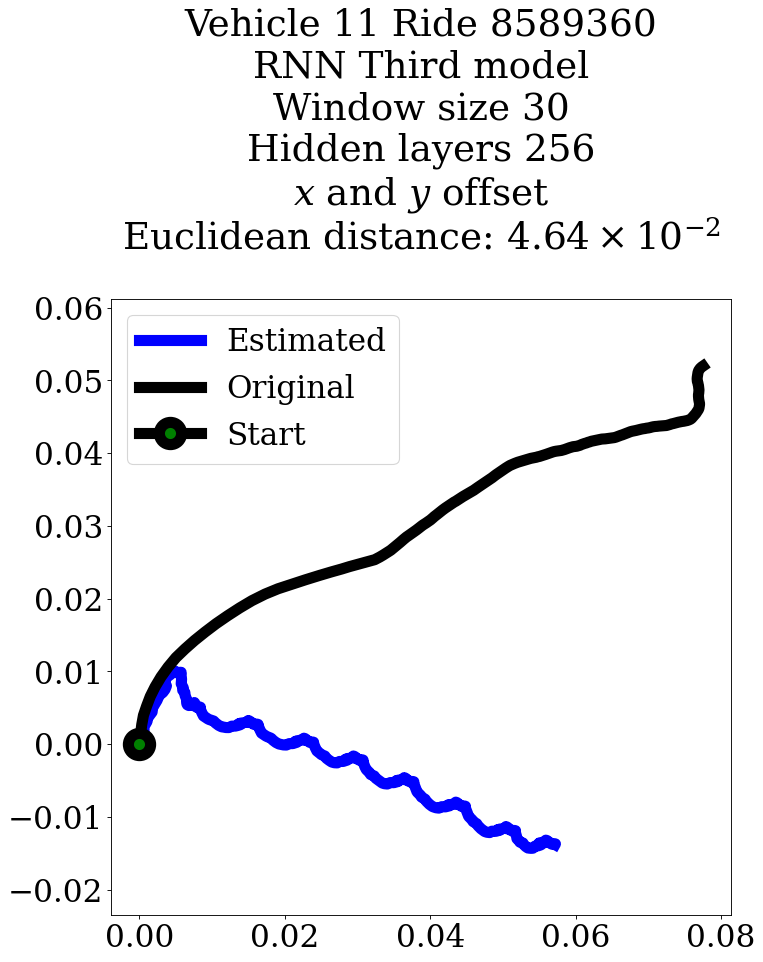 Vehicle 11 Ride 8589360
RNN Third model
Window size 30
Hidden layers 256
x and y offset
Euclidean distance: 4.64 × 10⁻²
0.06
0.05
0.04
0.03
0.02
0.01
0.00
−0.01
−0.02
Estimated
Original
Start
0.00 0.02 0.04 0.06 0.08